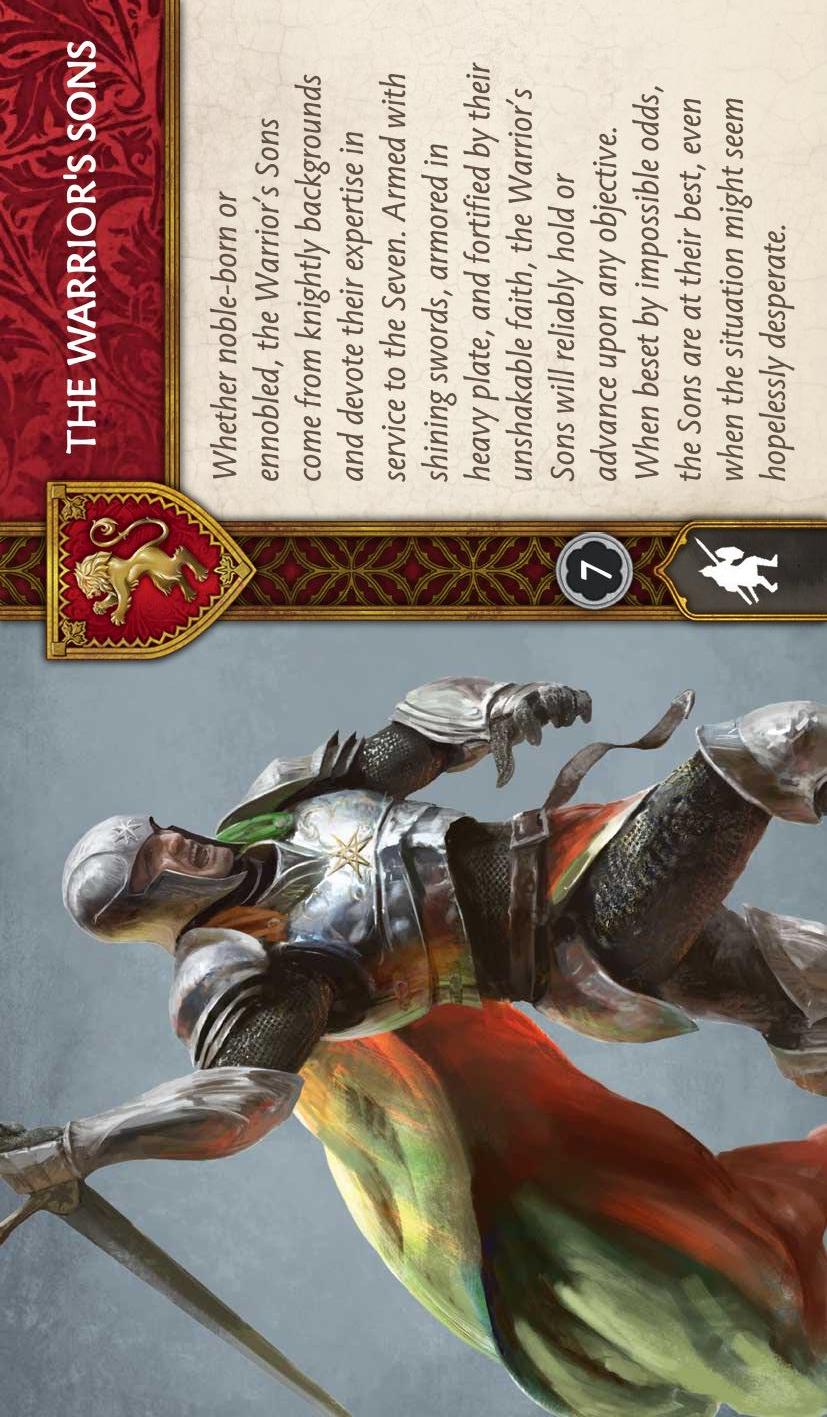 THE WARRIOR'S SONS
Whether noble-born or
ennobled, the Warrior's Sons
come from knightly backgrounds
and devote their expertise in
service to the Seven. Armed with
shining swords, armored in
heavy plate, and fortified by their
unshakable faith, the Warrior's
Sons will reliably hold or
advance upon any objective.
When beset by impossible odds,
the Sons are at their best, even
when the situation might seem
hopelessly desperate.
7